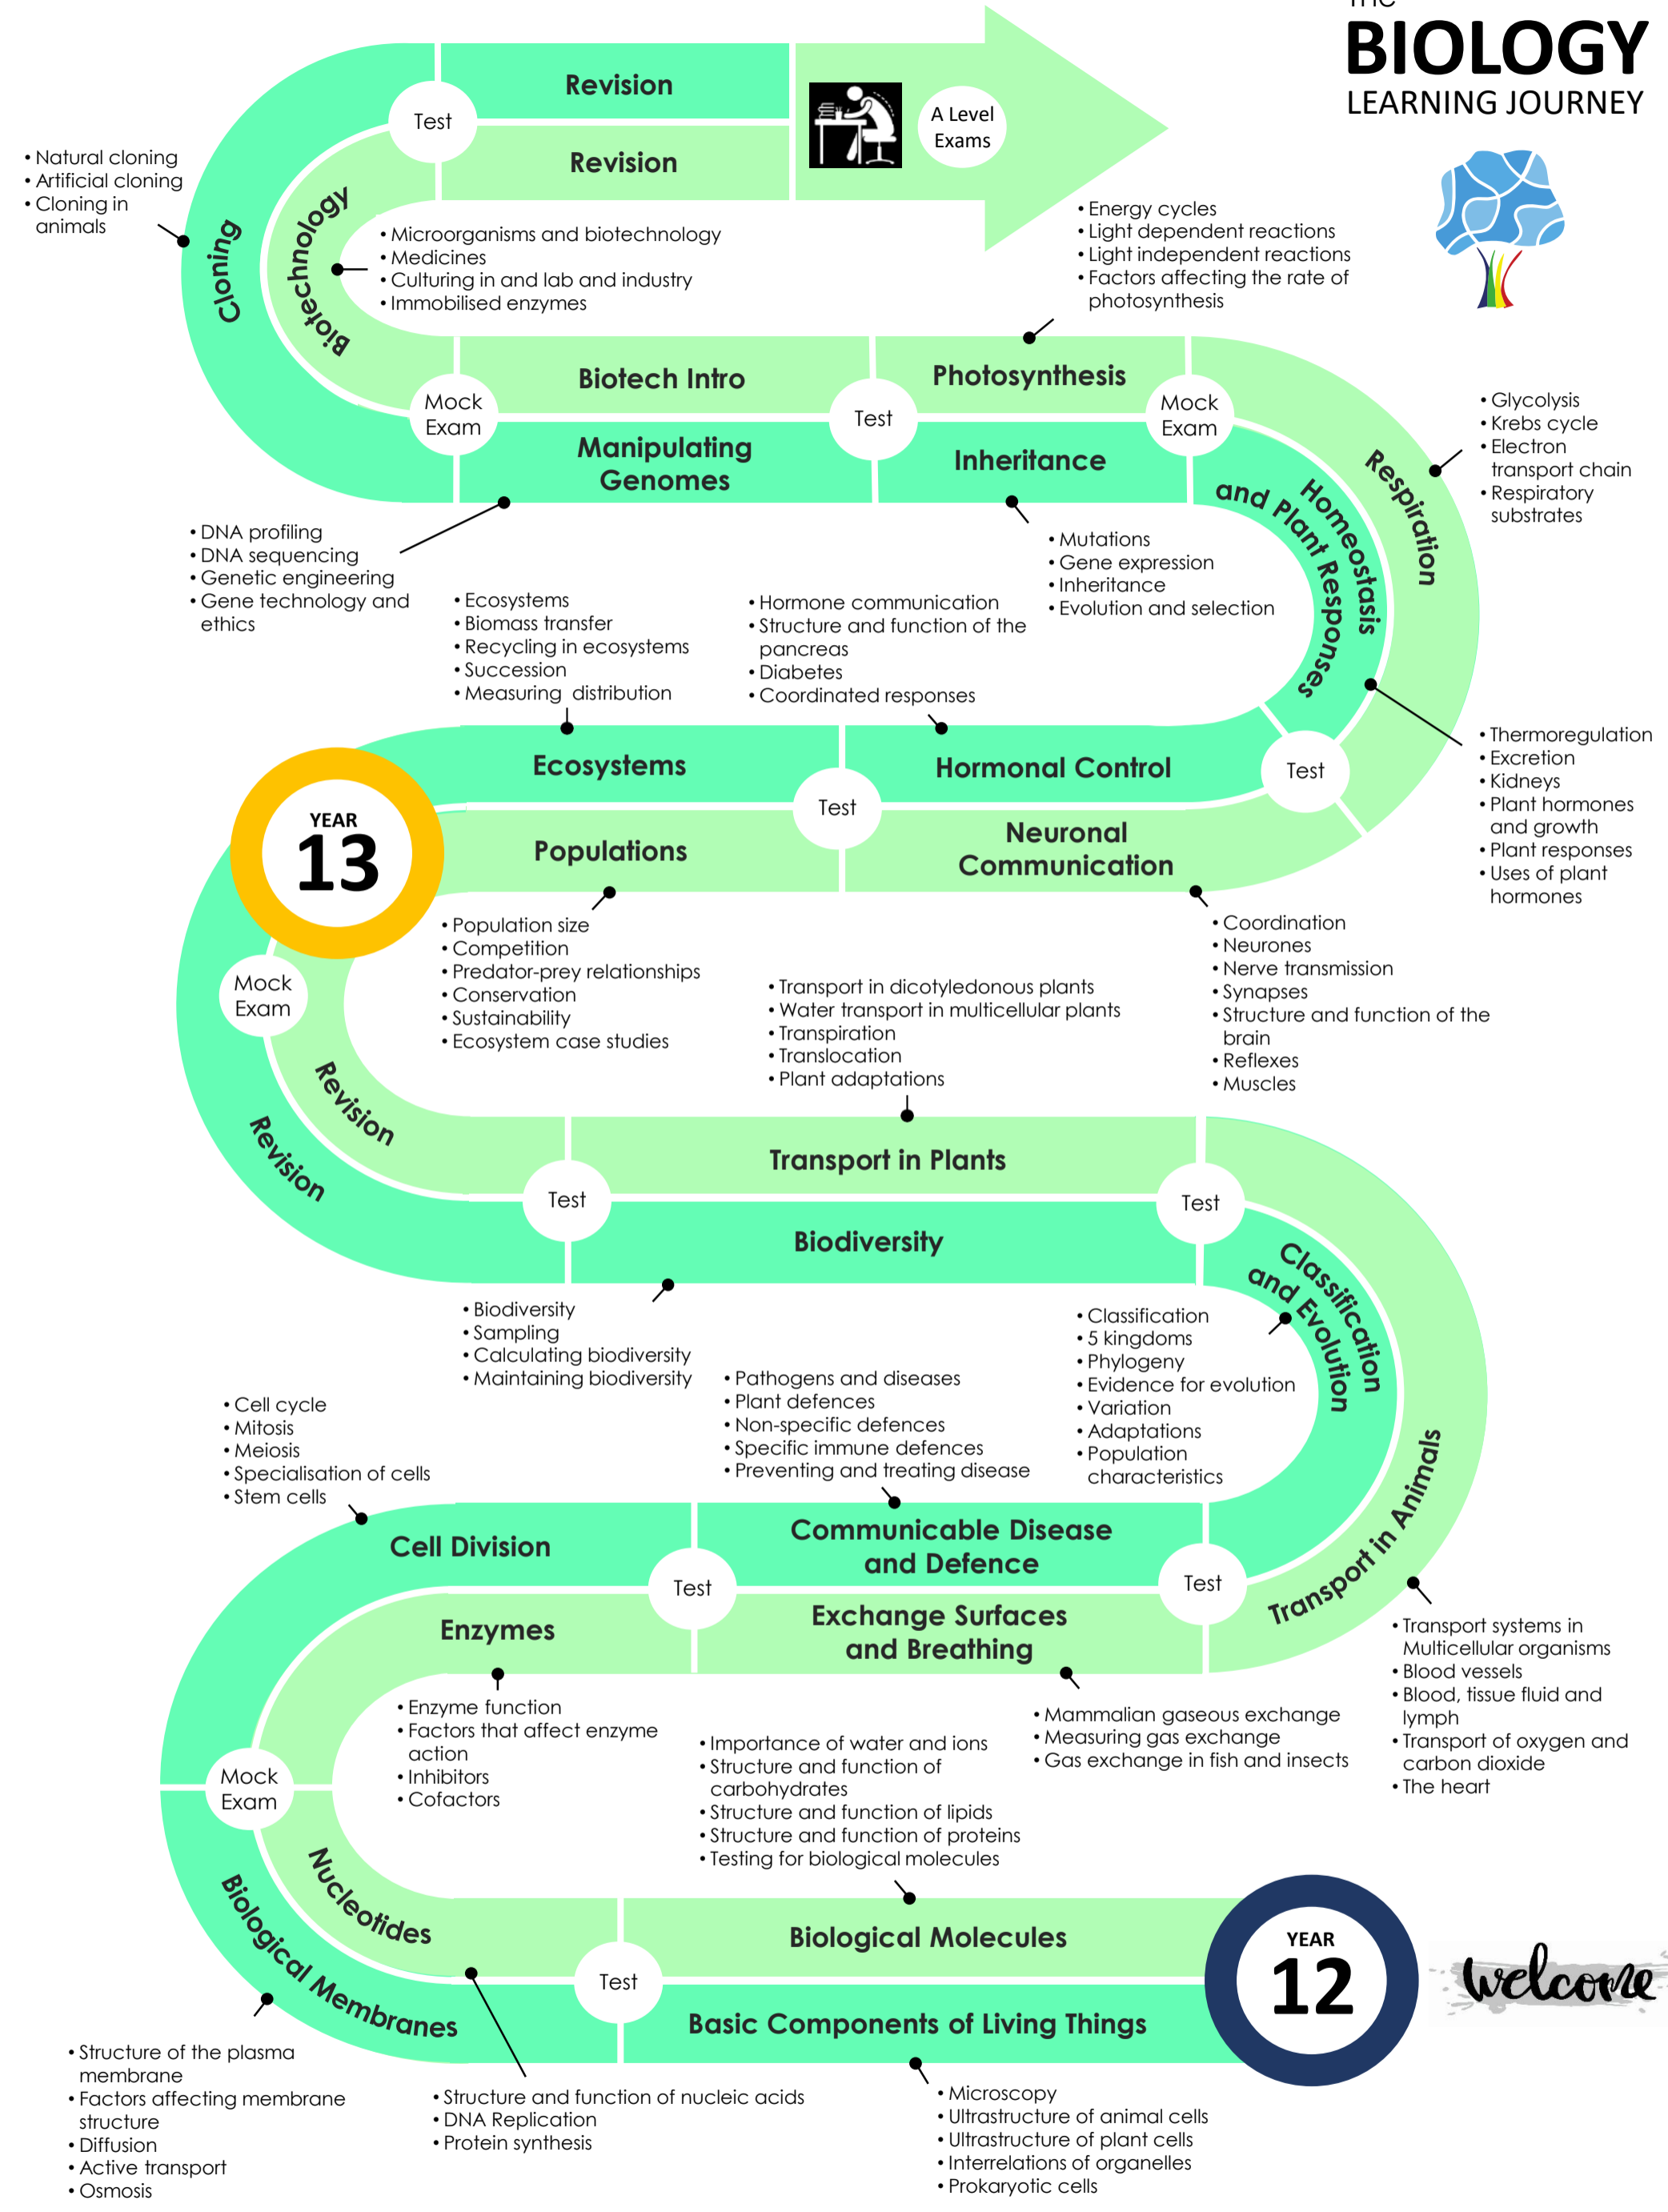 The
BIOLOGY
LEARNING JOURNEY
Revision
Test
Revision
A Level
Exams
• Natural cloning
• Artificial cloning
• Cloning in
animals
Cloning
Biotechnology
• Microorganisms and biotechnology
• Medicines
• Culturing in and lab and industry
• Immobilised enzymes
• Energy cycles
• Light dependent reactions
• Light independent reactions
• Factors affecting the rate of
photosynthesis
Biotech Intro
Photosynthesis
Mock
Exam
Test
Mock
Exam
Manipulating
Genomes
Inheritance
Respiration
• Glycolysis
• Krebs cycle
• Electron
transport chain
• Respiratory
substrates
Homeostasis
and Plant Responses
• DNA profiling
• DNA sequencing
• Genetic engineering
• Gene technology and
ethics
• Mutations
• Gene expression
• Inheritance
• Evolution and selection
• Ecosystems
• Biomass transfer
• Recycling in ecosystems
• Succession
• Measuring distribution
• Hormone communication
• Structure and function of the
pancreas
• Diabetes
• Coordinated responses
• Thermoregulation
• Excretion
• Kidneys
• Plant hormones
and growth
• Plant responses
• Uses of plant
hormones
Ecosystems
Hormonal Control
Test
Test
YEAR
13
Populations
Neuronal
Communication
• Population size
• Competition
• Predator-prey relationships
• Conservation
• Sustainability
• Ecosystem case studies
• Coordination
• Neurones
• Nerve transmission
• Synapses
• Structure and function of the
brain
• Reflexes
• Muscles
Mock
Exam
• Transport in dicotyledonous plants
• Water transport in multicellular plants
• Transpiration
• Translocation
• Plant adaptations
Revision
Revision
Transport in Plants
Test
Test
Biodiversity
Classification
and Evolution
• Biodiversity
• Sampling
• Calculating biodiversity
• Maintaining biodiversity
• Classification
• 5 kingdoms
• Phylogeny
• Evidence for evolution
• Variation
• Adaptations
• Population
characteristics
• Pathogens and diseases
• Plant defences
• Non-specific defences
• Specific immune defences
• Preventing and treating disease
• Cell cycle
• Mitosis
• Meiosis
• Specialisation of cells
• Stem cells
Transport in Animals
Cell Division
Communicable Disease
and Defence
Test
Test
Enzymes
Exchange Surfaces
and Breathing
• Transport systems in
Multicellular organisms
• Blood vessels
• Blood, tissue fluid and
lymph
• Transport of oxygen and
carbon dioxide
• The heart
• Enzyme function
• Factors that affect enzyme
action
• Inhibitors
• Cofactors
• Mammalian gaseous exchange
• Measuring gas exchange
• Gas exchange in fish and insects
• Importance of water and ions
• Structure and function of
carbohydrates
• Structure and function of lipids
• Structure and function of proteins
• Testing for biological molecules
Mock
Exam
Nucleotides
Biological Membranes
Biological Molecules
Test
Basic Components of Living Things
YEAR
12
welcome
• Structure of the plasma
membrane
• Factors affecting membrane
structure
• Diffusion
• Active transport
• Osmosis
• Structure and function of nucleic acids
• DNA Replication
• Protein synthesis
• Microscopy
• Ultrastructure of animal cells
• Ultrastructure of plant cells
• Interrelations of organelles
• Prokaryotic cells